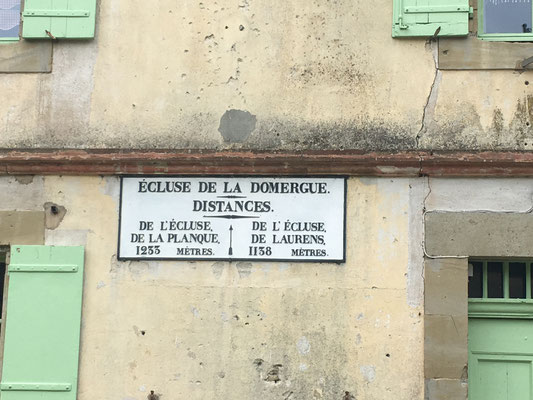 ÉCLUSE DE LA DOMERGUE.
DISTANCES.
DE L'ÉCLUSE,
DE LA PLANQUE,
1233 MÈTRES.
DE L'ÉCLUSE,
DE LAURENS,
1138 MÈTRES.